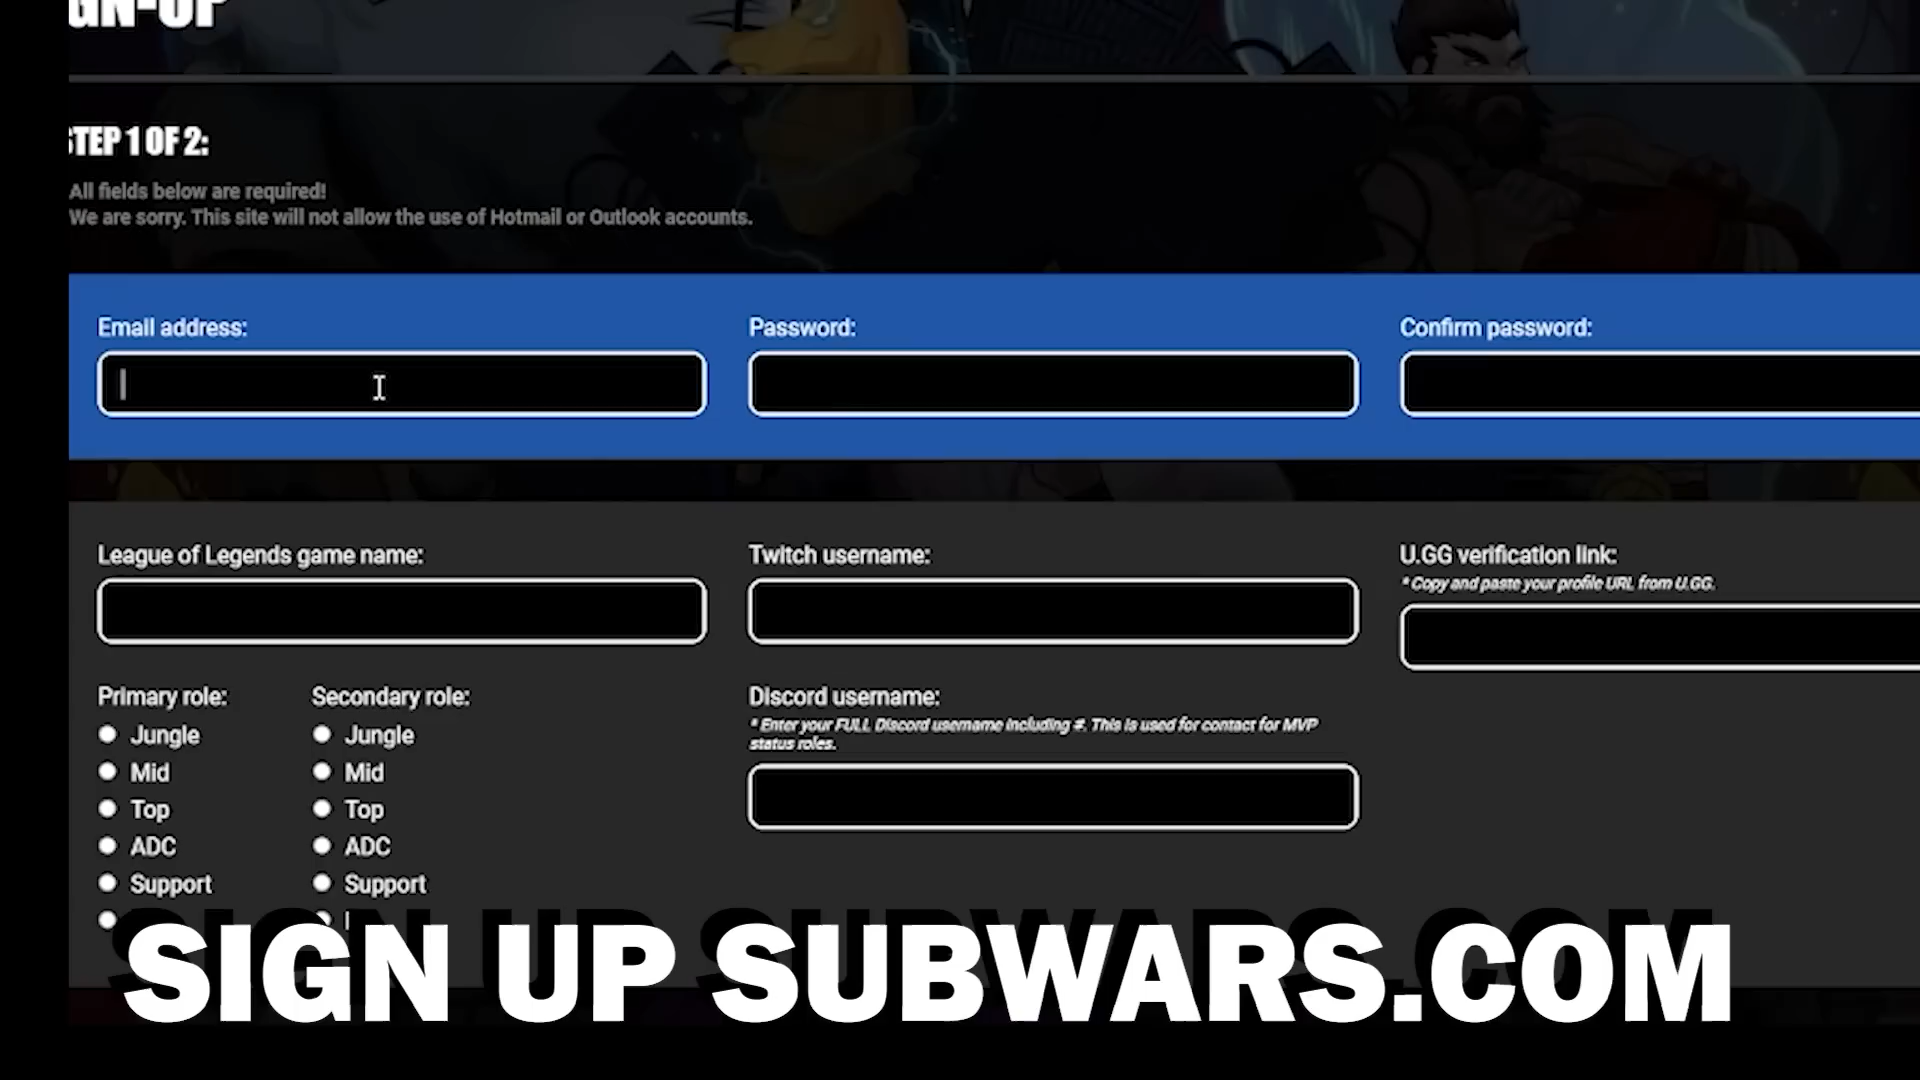 GN-UP
STEP 1 OF 2:
All fields below are required!
We are sorry. This site will not allow the use of Hotmail or Outlook accounts.
Email address:
Password:
Confirm password:
League of Legends game name:
Twitch username:
U.GG verification link:
* Copy and paste your profile URL from U.GG.
Primary role:
Secondary role:
Discord username:
* Enter your FULL Discord username including #. This is used for contact for MVP
status roles.
Jungle
Jungle
Mid
Mid
Top
Top
ADC
ADC
Support
Support
SIGN UP SUBWARS.COM